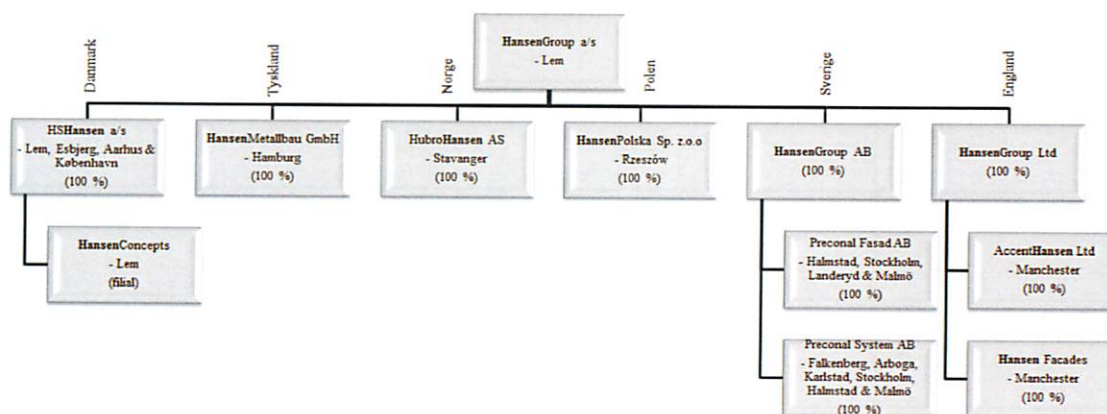 HansenGroup a/s
- Lem
Danmark
Tyskland
Norge
Polen
Sverige
England
HSHansen a/s
- Lem, Esbjerg, Aarhus &
København
(100 %)
HansenMetallbau GmbH
- Hamburg
(100 %)
HubroHansen AS
- Stavanger
(100 %)
HansenPolska Sp. z.o.o
- Rzeszów
(100 %)
HansenGroup AB
(100 %)
HansenGroup Ltd
(100 %)
HansenConcepts
- Lem
(filial)
Preconal Fasad AB
- Halmstad, Stockholm,
Landeryd & Malmö
(100 %)
AccentHansen Ltd
- Manchester
(100 %)
Preconal System AB
- Falkenberg, Arboga,
Karlstad, Stockholm,
Halmstad & Malmö
(100 %)
Hansen Facades
- Manchester
(100 %)